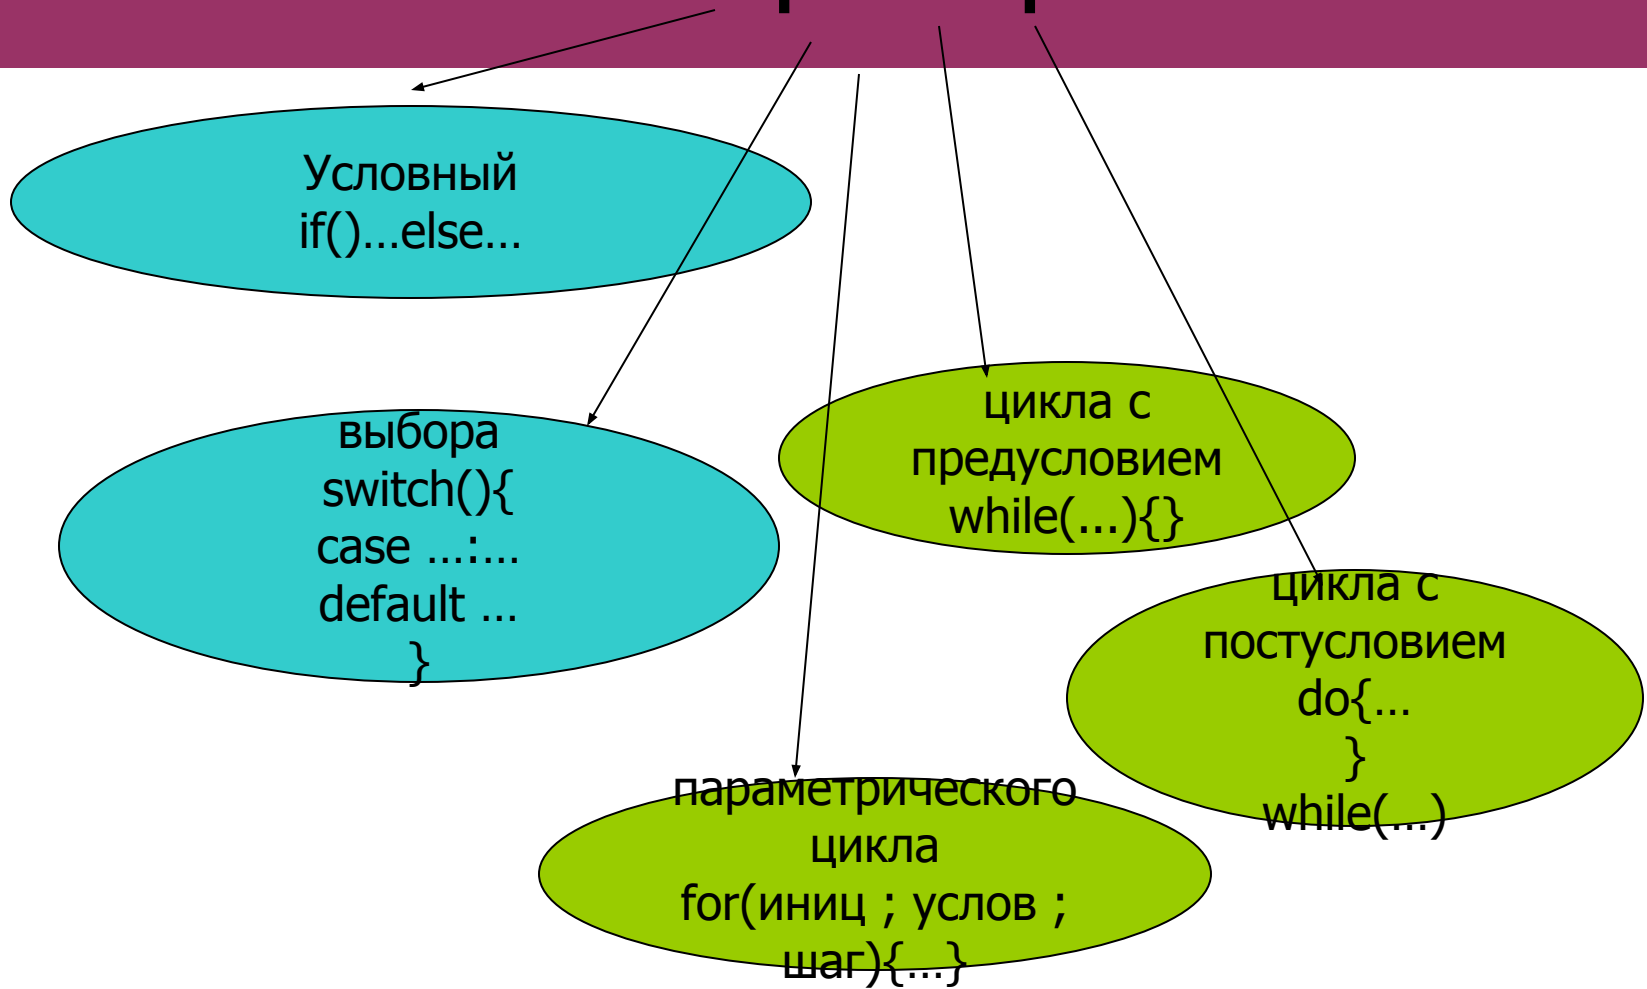 Условный
if()...else...
выбора
switch(){
case ...:...
default ...
}
цикла с
предусловием
while(...){}
цикла с
постусловием
do{...
}
while(...)
параметрического
цикла
for(иниц ; услов ;
шаг){...}